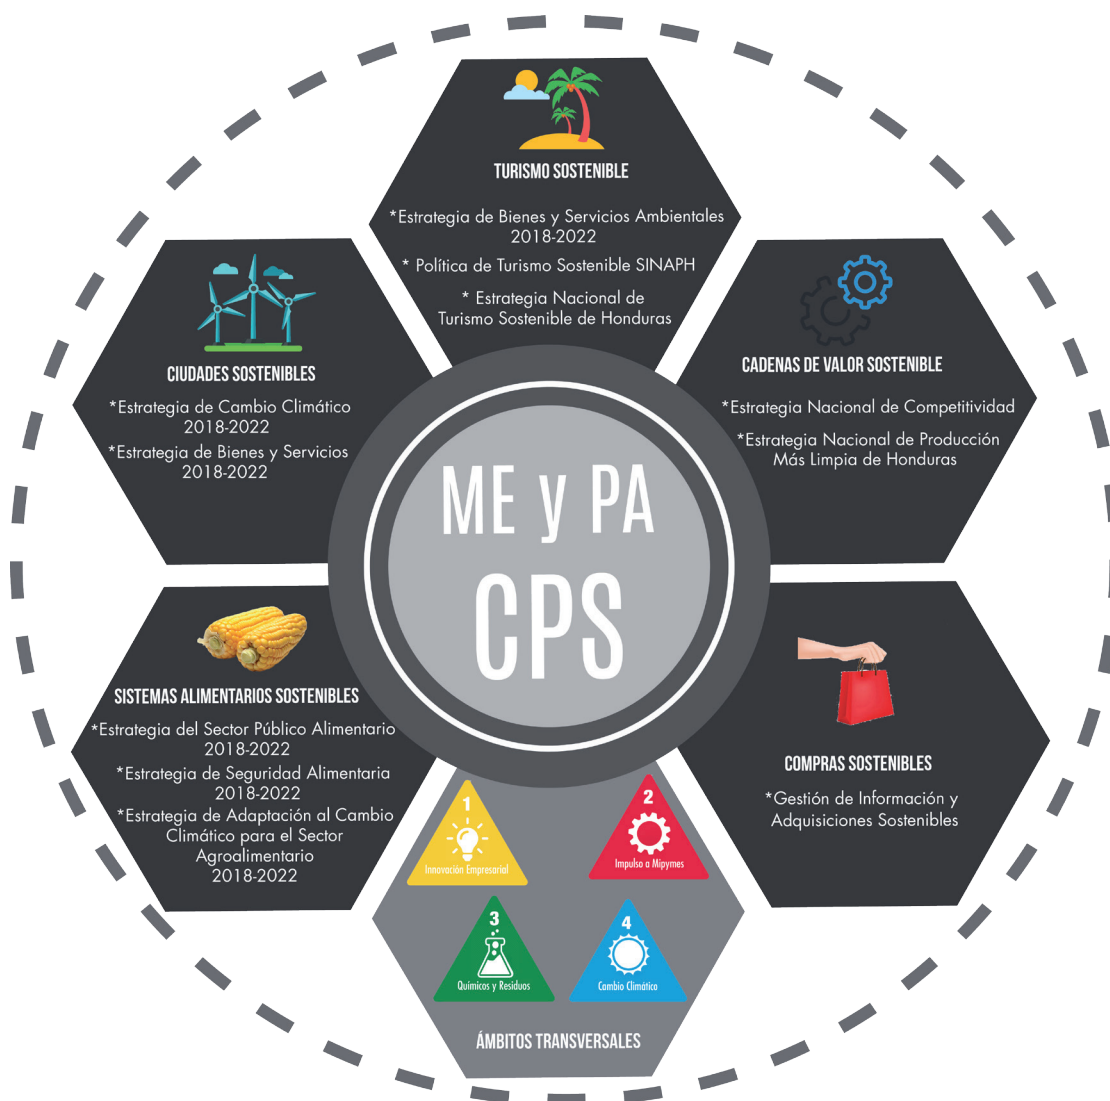 TURISMO SOSTENIBLE
*Estrategia de Bienes y Servicios Ambientales
2018-2022
* Política de Turismo Sostenible SINAPH
* Estrategia Nacional de
Turismo Sostenible de Honduras
CIUDADES SOSTENIBLES
*Estrategia de Cambio Climático
2018-2022
*Estrategia de Bienes y Servicios
2018-2022
CADENAS DE VALOR SOSTENIBLE
*Estrategia Nacional de Competitividad
*Estrategia Nacional de Producción
Más Limpia de Honduras
ME y PA
CPS
SISTEMAS ALIMENTARIOS SOSTENIBLES
*Estrategia del Sector Público Alimentario
2018-2022
*Estrategia de Seguridad Alimentaria
2018-2022
*Estrategia de Adaptación al Cambio
Climático para el Sector
Agroalimentario
2018-2022
COMPRAS SOSTENIBLES
*Gestión de Información y
Adquisiciones Sostenibles
1
Innovación Empresarial
2
Impulso a Mipymes
3
Químicos y Residuos
4
Cambio Climático
ÁMBITOS TRANSVERSALES